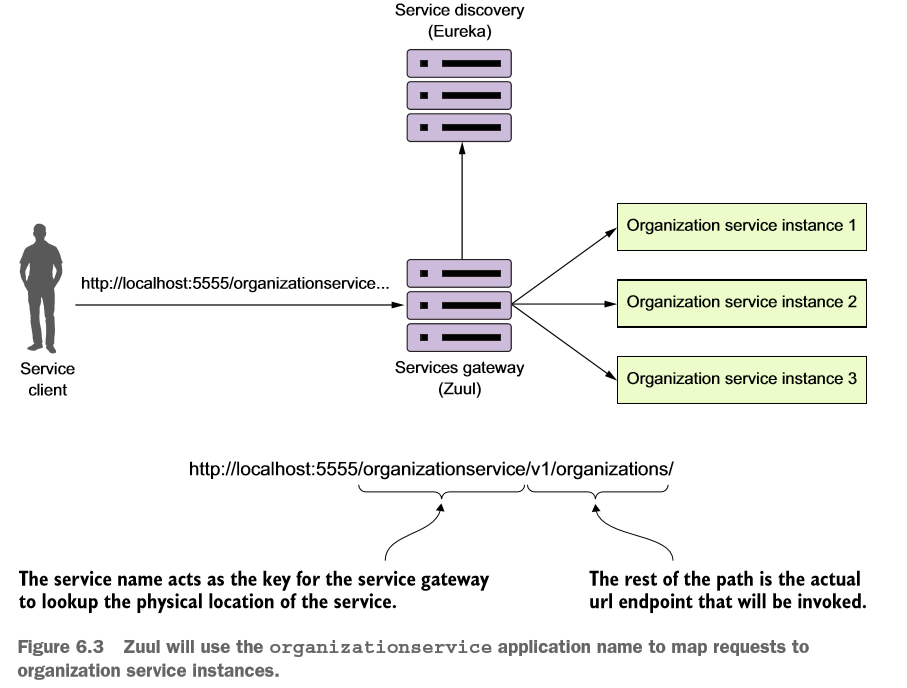 Service discovery
(Eureka)
http://localhost:5555/organizationservice...
Service
client
Services gateway
(Zuul)
Organization service instance 1
Organization service instance 2
Organization service instance 3
http://localhost:5555/organizationservice/v1/organizations/
The service name acts as the key for the service gateway
to lookup the physical location of the service.
The rest of the path is the actual
url endpoint that will be invoked.
Figure 6.3 Zuul will use the organizationservice application name to map requests to
organization service instances.